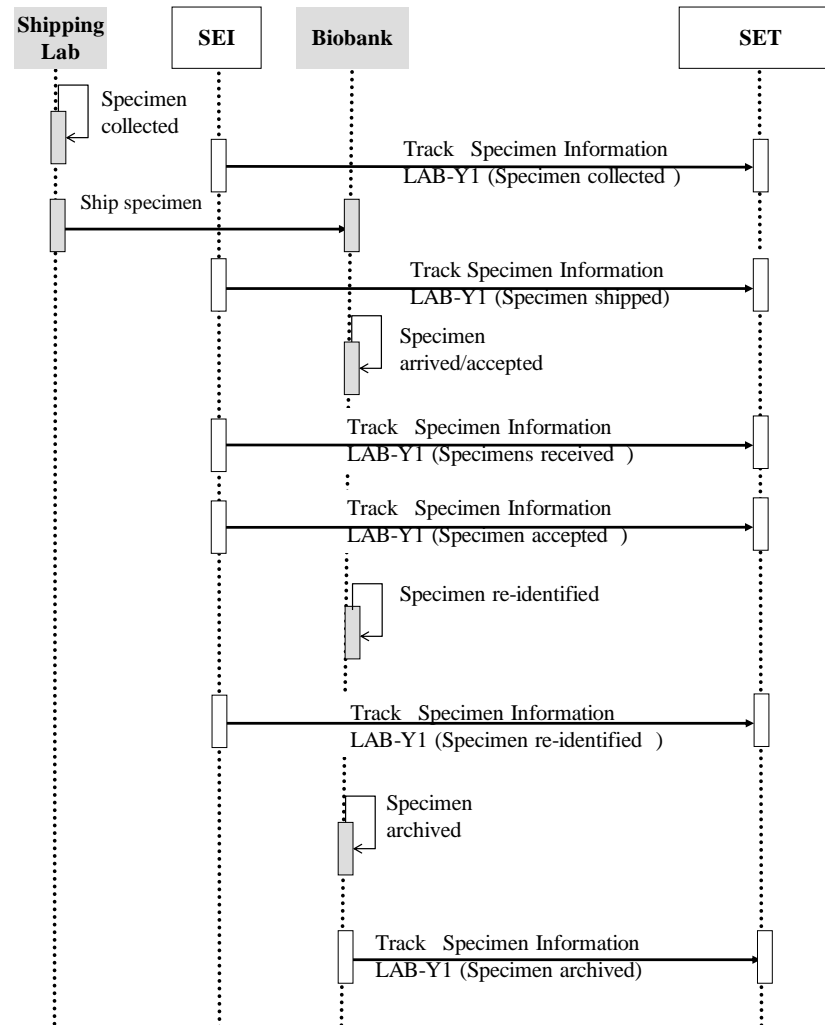 Shipping
Lab
SEI
Biobank
SET
Specimen
collected
Track Specimen Information
LAB-Y1 (Specimen collected )
Ship specimen
Track Specimen Information
LAB-Y1 (Specimen shipped)
Specimen
arrived/accepted
Track Specimen Information
LAB-Y1 (Specimens received )
Track Specimen Information
LAB-Y1 (Specimen accepted )
Specimen re-identified
Track Specimen Information
LAB-Y1 (Specimen re-identified )
Specimen
archived
Track Specimen Information
LAB-Y1 (Specimen archived)